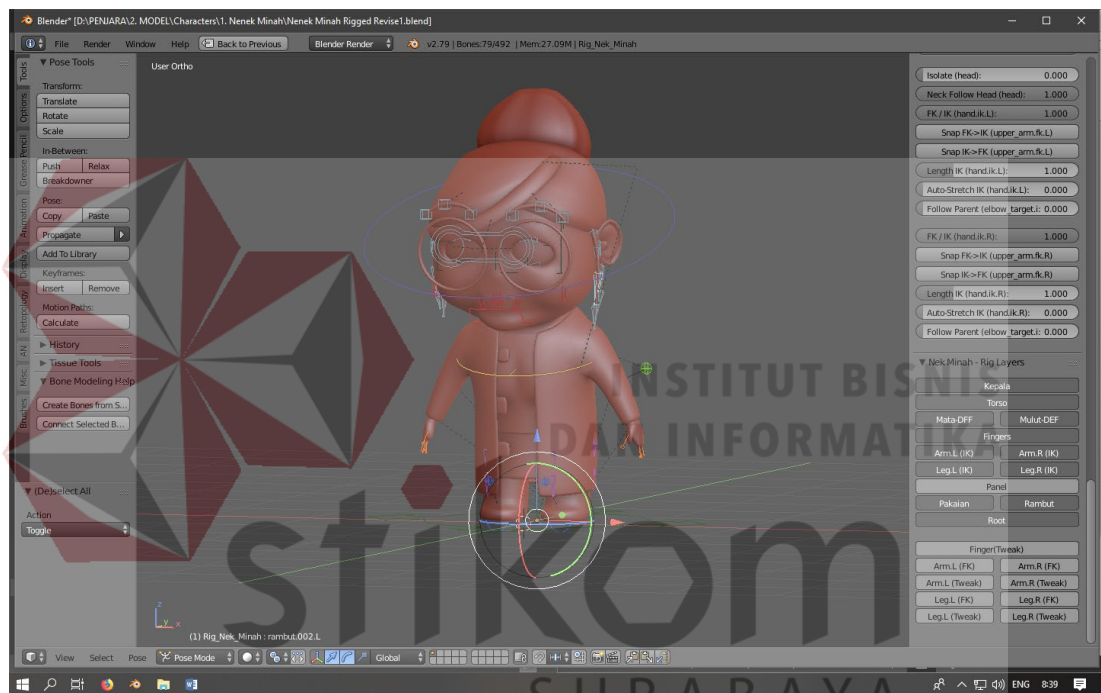 Blender* [D:\PENJARA\2. MODEL\Characters\1. Nenek Minah\Nenek Minah Rigged Revise1.blend]
File Render Window Help Back to Previous Blender Render v2.79 | Bones:79/492 | Mem:27.09M | Rig_Nek_Minah
Tools
Options
Grease Pencil
Animation
Display
Retopology
AN
Misc
Brushes
Pose Tools
Transform:
Translate
Rotate
Scale
In-Between:
Push Relax
Breakdowner
Pose:
Copy Paste
Propagate
Add To Library
Keyframes:
Insert Remove
Motion Paths:
Calculate
History
Tissue Tools
Bone Modeling Help
Create Bones from S...
Connect Selected B...
(De)select All
Action
Toggle
User Ortho
z
y x
(1) Rig_Nek_Minah : rambut.002.L
Isolate (head): 0.000
Neck Follow Head (head): 1.000
FK / IK (hand.ik.L): 1.000
Snap FK->IK (upper_arm.fk.L)
Snap IK->FK (upper_arm.fk.L)
Length IK (hand.ik.L): 1.000
Auto-Stretch IK (hand.ik.L): 0.000
Follow Parent (elbow_target.i: 0.000
FK / IK (hand.ik.R): 1.000
Snap FK->IK (upper_arm.fk.R)
Snap IK->FK (upper_arm.fk.R)
Length IK (hand.ik.R): 1.000
Auto-Stretch IK (hand.ik.R): 0.000
Follow Parent (elbow_target.i: 0.000
Nek Minah - Rig Layers
Kepala
Torso
Mata-DFF Mulut-DEF
Fingers
Arm.L (IK) Arm.R (IK)
Leg.L (IK) Leg.R (IK)
Panel
Pakaian Rambut
Root
Finger(Tweak)
Arm.L (FK) Arm.R (FK)
Arm.L (Tweak) Arm.R (Tweak)
Leg.L (FK) Leg.R (FK)
Leg.L (Tweak) Leg.R (Tweak)
INSTITUT BISNIS
DAN INFORMATIKA
stikom
SURABAYA
View Select Pose Pose Mode Global
ENG 8:39